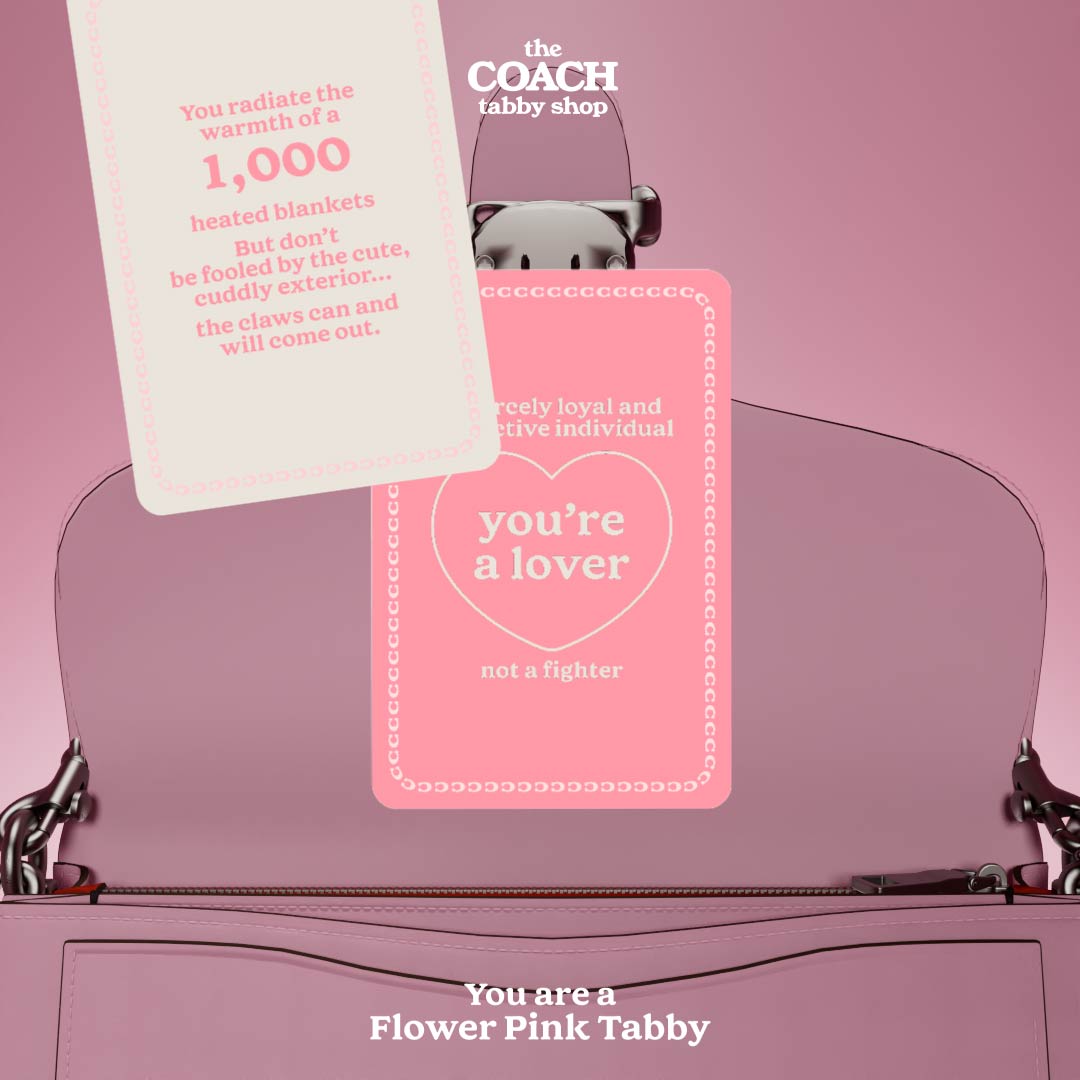 the
COACH
tabby shop
You radiate the
warmth of a
1,000
heated blankets
But don't
be fooled by the cute,
cuddly exterior...
the claws can and
will come out.
loyal and
individual
you're
a lover
not a fighter
You are a
Flower Pink Tabby